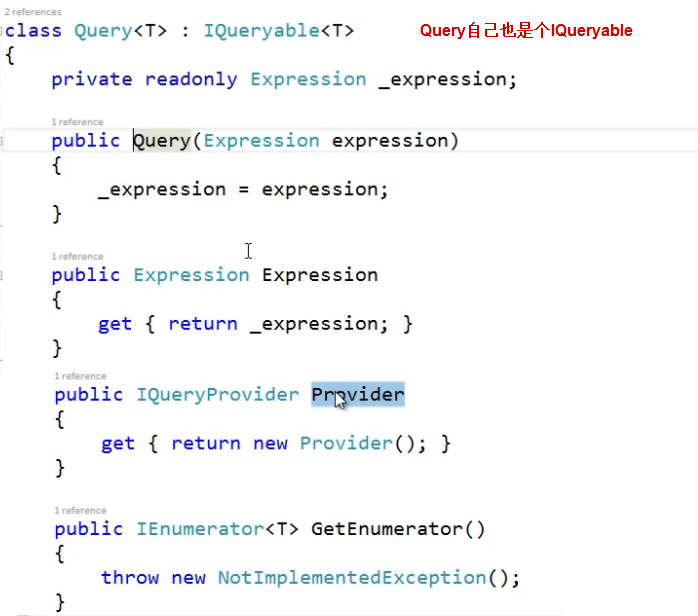 2 references
class Query<T> : IQueryable<T>
Query自己也是个IQueryable
{
private readonly Expression _expression;
1 reference
public Query(Expression expression)
{
_expression = expression;
}
1 reference
public Expression Expression
{
get { return _expression; }
}
1 reference
public IQueryProvider Provider
{
get { return new Provider(); }
}
1 reference
public IEnumerator<T> GetEnumerator()
{
throw new NotImplementedException();
}